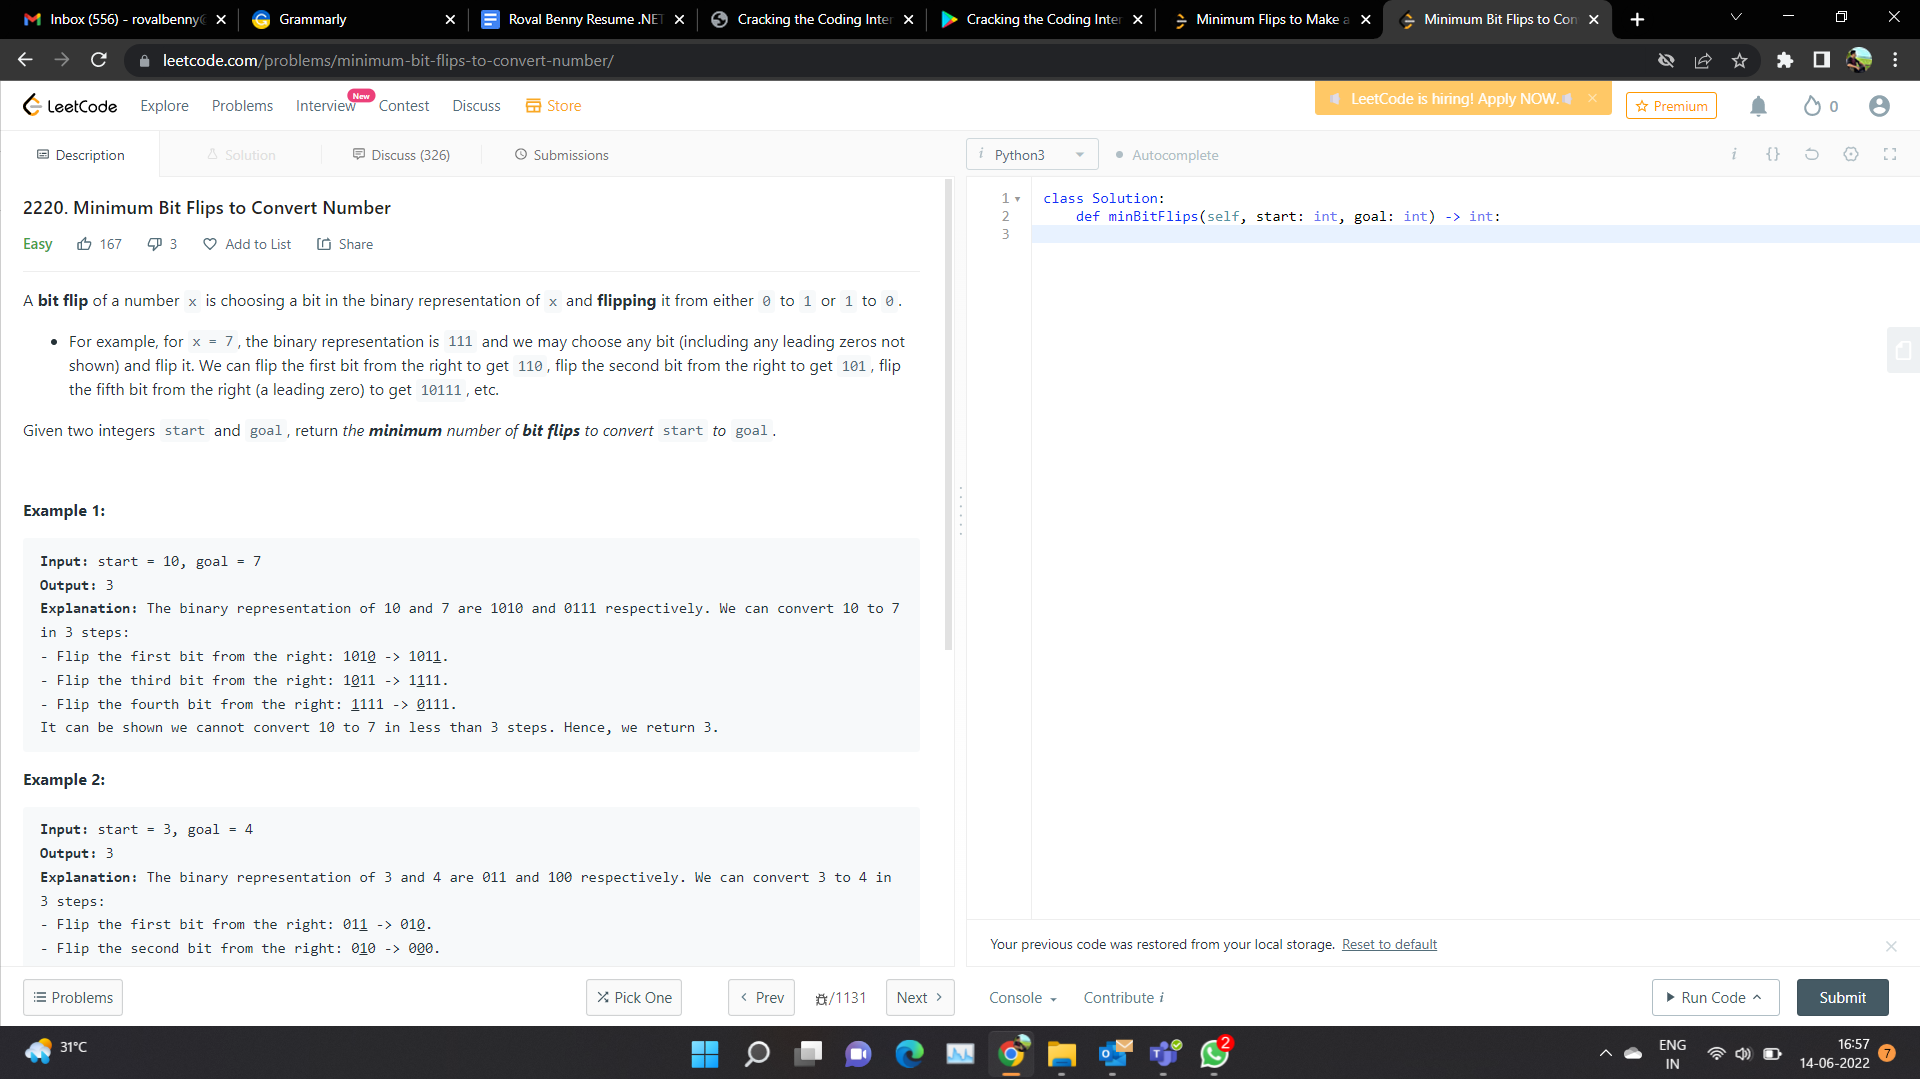 Inbox (556) - rovalbenny
Grammarly
Roval Benny Resume .NET
Cracking the Coding Inter
Cracking the Coding Inter
Minimum Flips to Make a
Minimum Bit Flips to Con
leetcode.com/problems/minimum-bit-flips-to-convert-number/
LeetCode
Explore
Problems
Interview
New
Contest
Discuss
Store
LeetCode is hiring! Apply NOW.
Premium
0
Description
Solution
Discuss (326)
Submissions
i Python3
Autocomplete
i {}
2220. Minimum Bit Flips to Convert Number
Easy 167 3 Add to List Share
A bit flip of a number x is choosing a bit in the binary representation of x and flipping it from either 0 to 1 or 1 to 0.
• For example, for x = 7, the binary representation is 111 and we may choose any bit (including any leading zeros not
shown) and flip it. We can flip the first bit from the right to get 110, flip the second bit from the right to get 101, flip
the fifth bit from the right (a leading zero) to get 10111, etc.
Given two integers start and goal, return the minimum number of bit flips to convert start to goal.
Example 1:
Input: start = 10, goal = 7
Output: 3
Explanation: The binary representation of 10 and 7 are 1010 and 0111 respectively. We can convert 10 to 7
in 3 steps:
- Flip the first bit from the right: 1010 -> 1011.
- Flip the third bit from the right: 1011 -> 1111.
- Flip the fourth bit from the right: 1111 -> 0111.
It can be shown we cannot convert 10 to 7 in less than 3 steps. Hence, we return 3.
Example 2:
Input: start = 3, goal = 4
Output: 3
Explanation: The binary representation of 3 and 4 are 011 and 100 respectively. We can convert 3 to 4 in
3 steps:
- Flip the first bit from the right: 011 -> 010.
- Flip the second bit from the right: 010 -> 000.
1 class Solution:
2 def minBitFlips(self, start: int, goal: int) -> int:
3
Your previous code was restored from your local storage. Reset to default
Problems
Pick One
Prev
/1131
Next
Console
Contribute i
Run Code
Submit
31°C
2
ENG
IN
16:57
14-06-2022
7